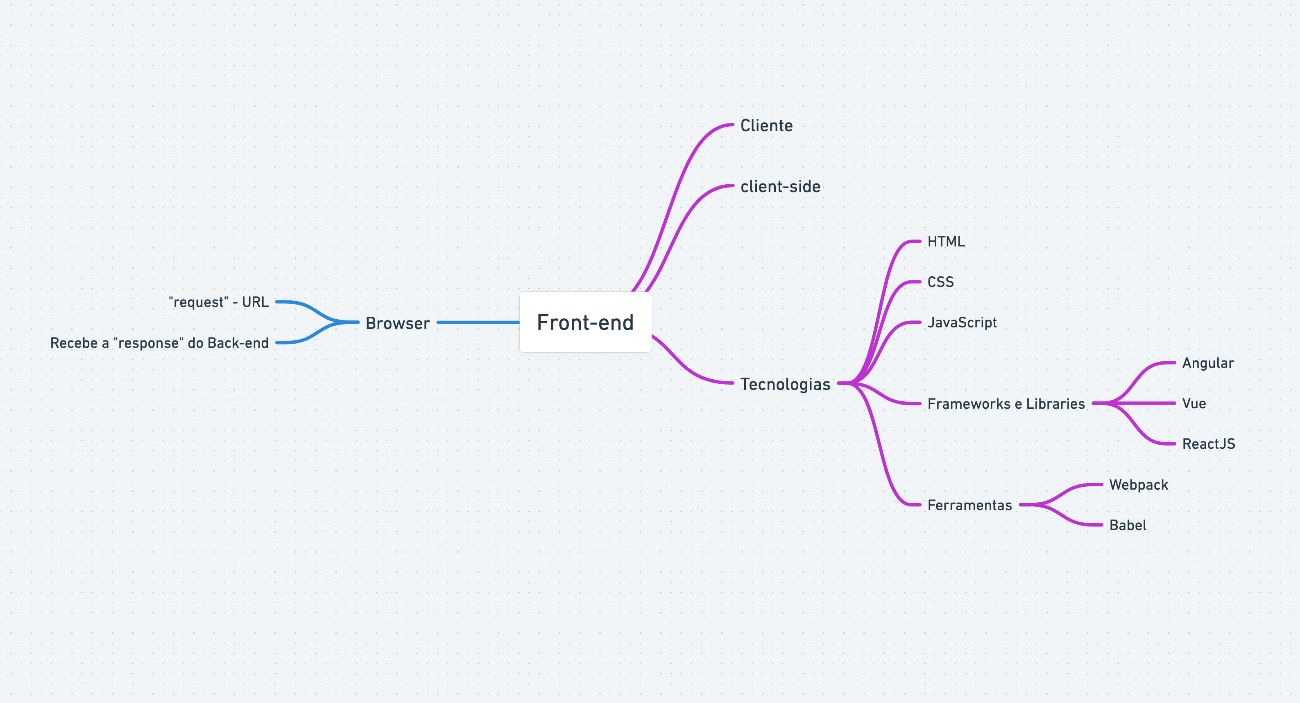 Front-end
Browser
"request" - URL
Recebe a "response" do Back-end
Cliente
client-side
Tecnologias
HTML
CSS
JavaScript
Frameworks e Libraries
Angular
Vue
ReactJS
Ferramentas
Webpack
Babel